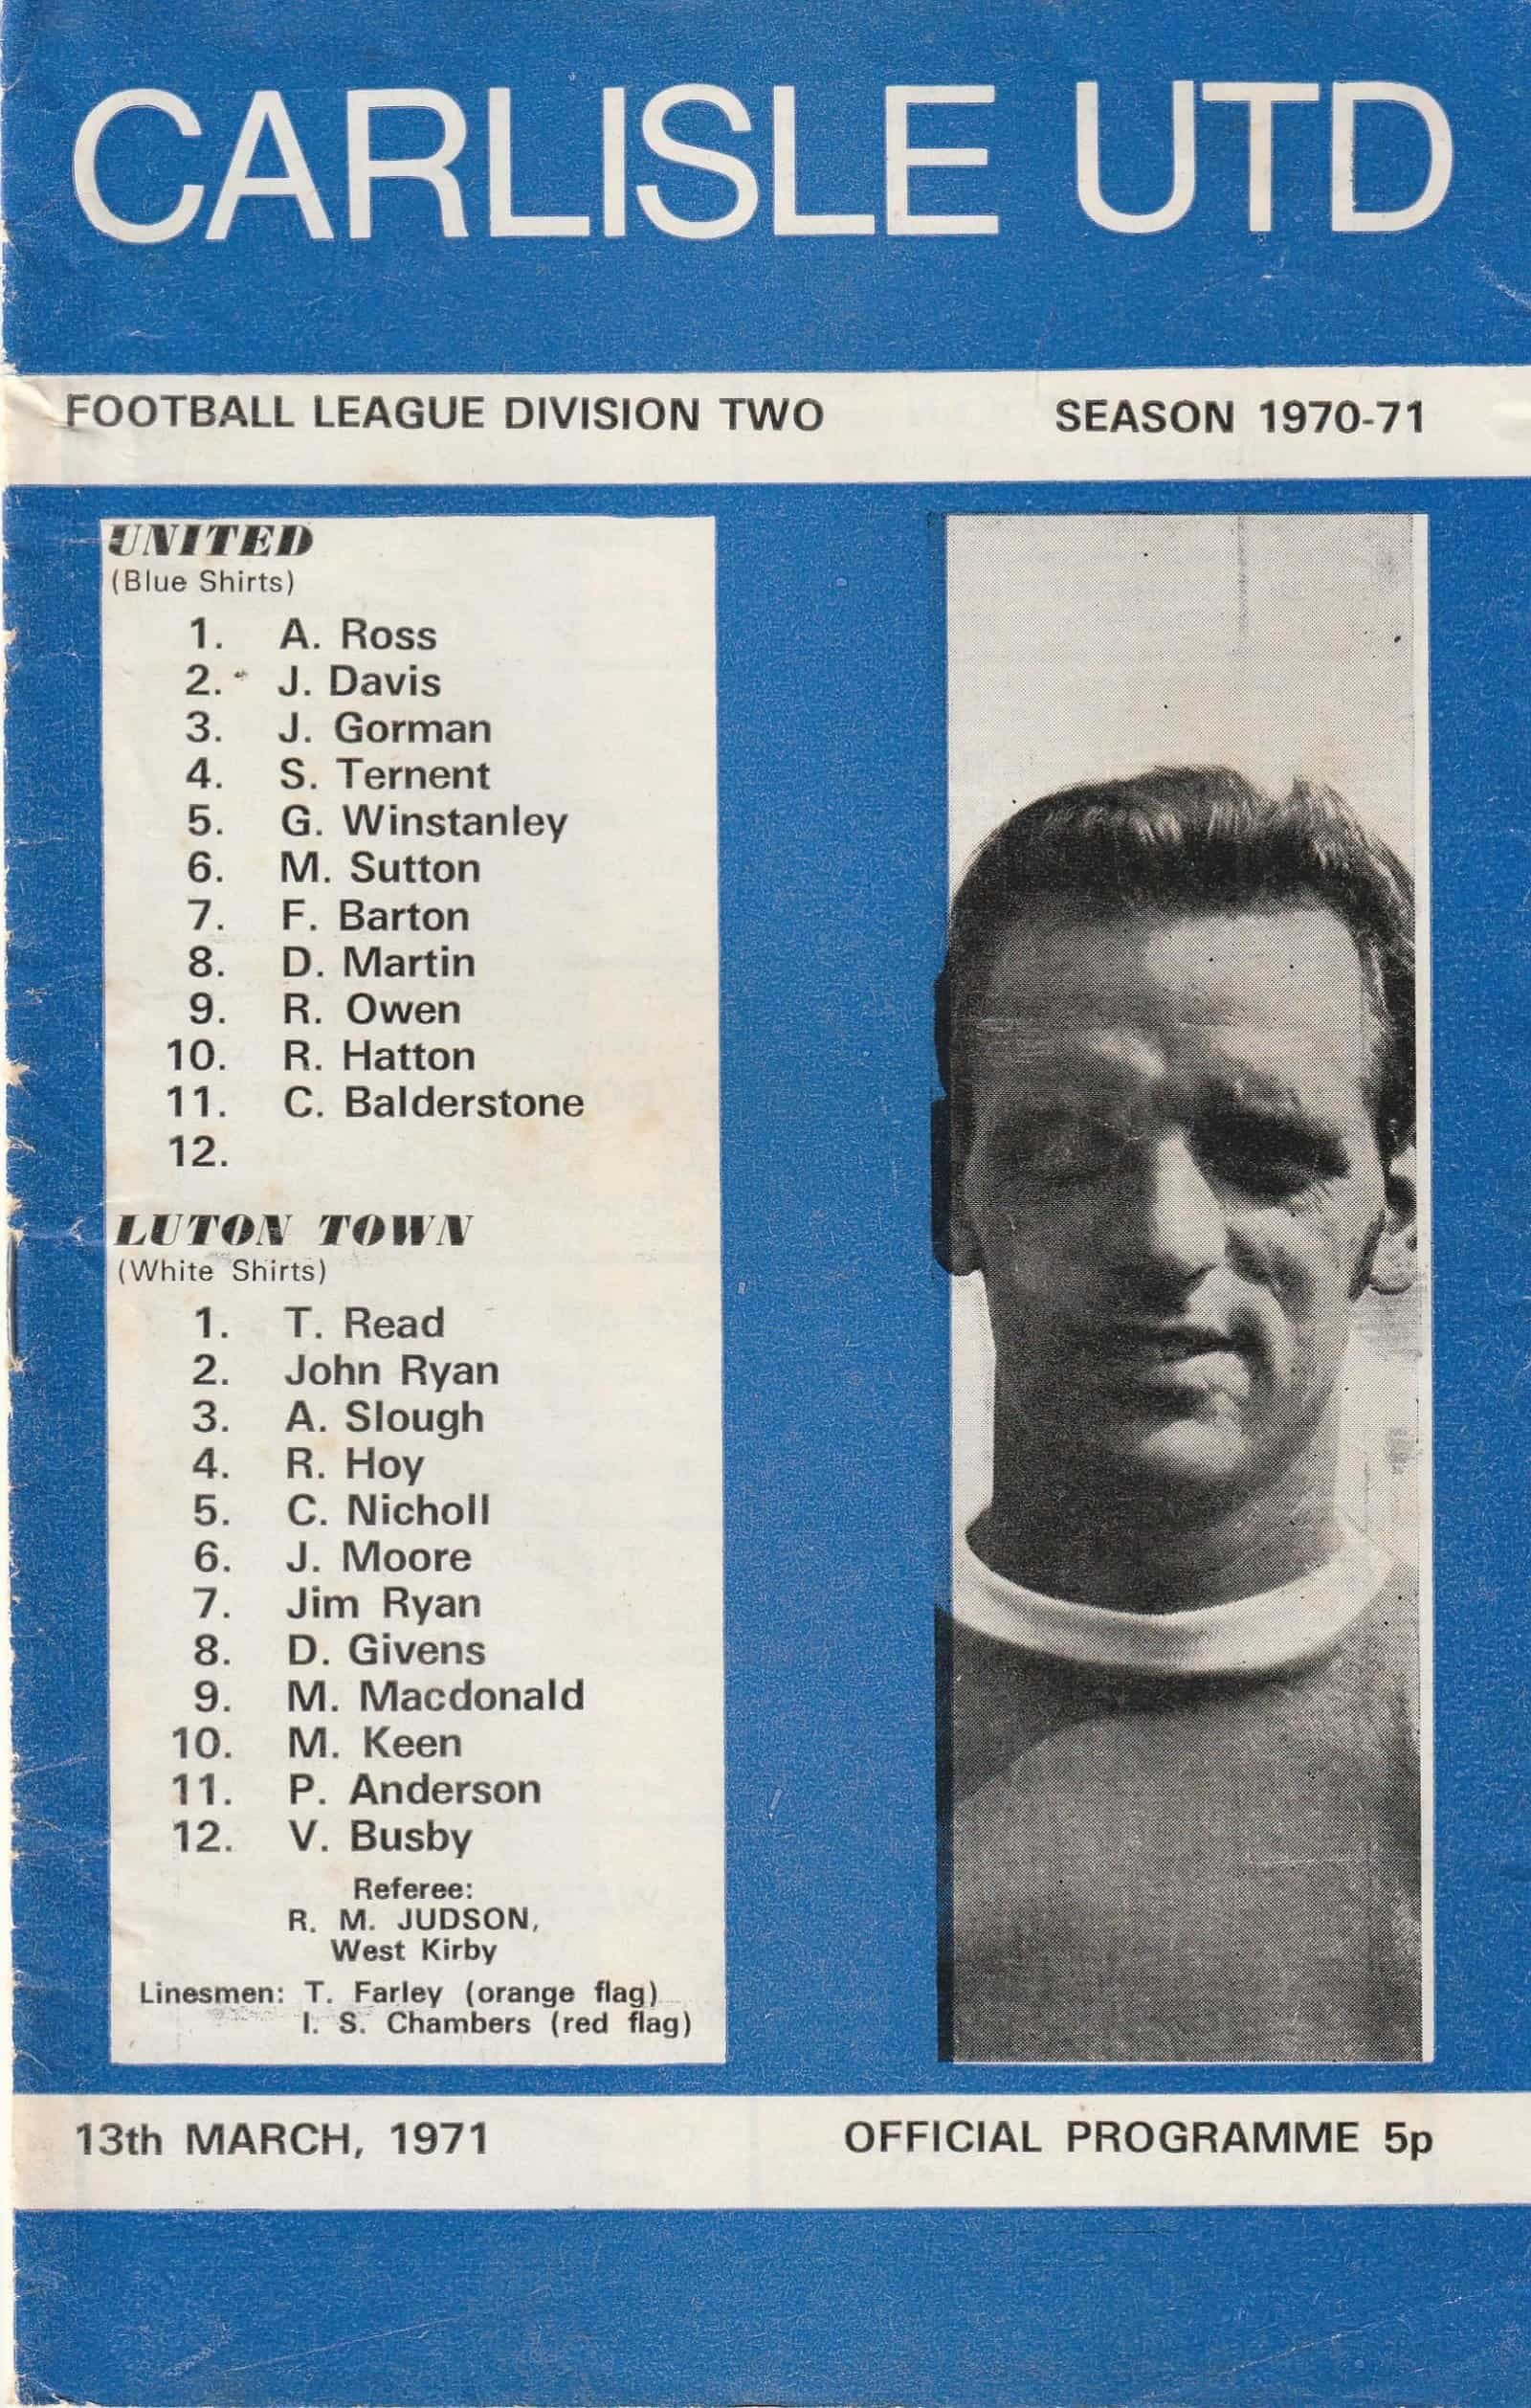 CARLISLE UTD
FOOTBALL LEAGUE DIVISION TWO SEASON 1970-71
UNITED
(Blue Shirts)
1. A. Ross
2. J. Davis
3. J. Gorman
4. S. Ternent
5. G. Winstanley
6. M. Sutton
7. F. Barton
8. D. Martin
9. R. Owen
10. R. Hatton
11. C. Balderstone
12.
LUTON TOWN
(White Shirts)
1. T. Read
2. John Ryan
3. A. Slough
4. R. Hoy
5. C. Nicholl
6. J. Moore
7. Jim Ryan
8. D. Givens
9. M. Macdonald
10. M. Keen
11. P. Anderson
12. V. Busby
Referee:
R. M. JUDSON,
West Kirby
Linesmen: T. Farley (orange flag)
I. S. Chambers (red flag)
13th MARCH, 1971 OFFICIAL PROGRAMME 5p